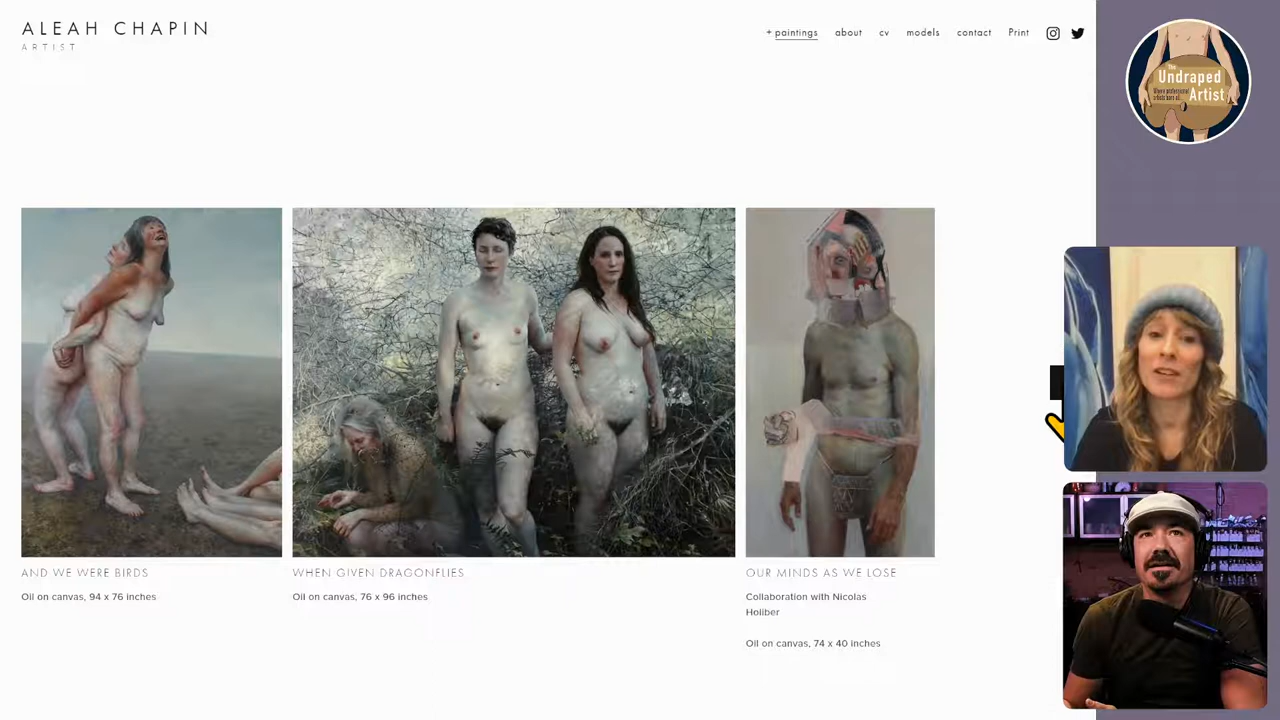 ALEAH CHAPIN
ARTIST
+ paintings about cv models contact Print
The
Undraped
Artist
AND WE WERE BIRDS
Oil on canvas, 94 x 76 inches
WHEN GIVEN DRAGONFLIES
Oil on canvas, 76 x 96 inches
OUR MINDS AS WE LOSE
Collaboration with Nicolas
Holiber
Oil on canvas, 74 x 40 inches